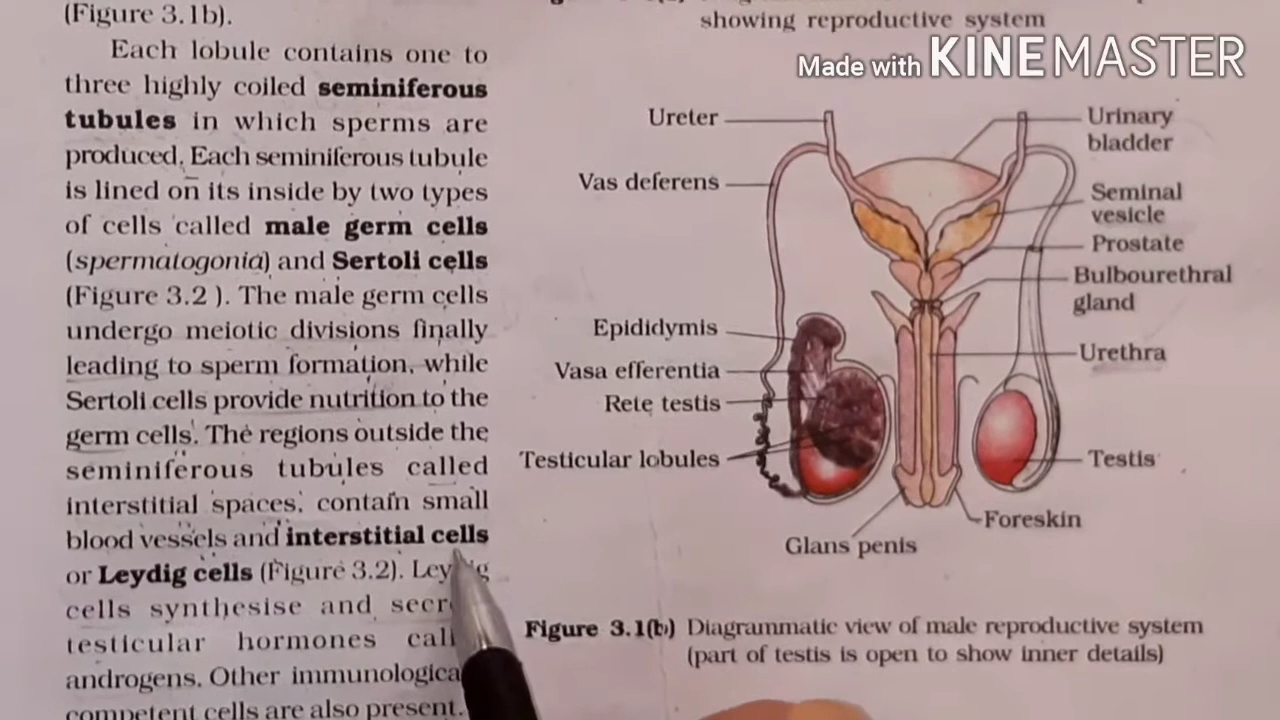 (Figure 3.1b).
Each lobule contains one to
three highly coiled seminiferous
tubules in which sperms are
produced. Each seminiferous tubule
is lined on its inside by two types
of cells called male germ cells
(spermatogonia) and Sertoli cells
(Figure 3.2 ). The male germ cells
undergo meiotic divisions finally
leading to sperm formation, while
Sertoli cells provide nutrition to the
germ cells. The regions outside the
seminiferous tubules called
interstitial spaces, contain small
blood vessels and interstitial cells
or Leydig cells (Figure 3.2). Leydig
cells synthesise and
testicular hormones
androgens. Other
competent cells are also present.
showing reproductive system
Made with KINEMASTER
Ureter
Vas deferens
Epididymis
Vasa efferentia
Rete testis
Testicular lobules
Glans penis
Urinary
bladder
Seminal
vesicle
Prostate
Bulbourethral
gland
Urethra
Testis
Foreskin
Figure 3.1(b) Diagrammatic view of male reproductive system
(part of testis is open to show inner details)